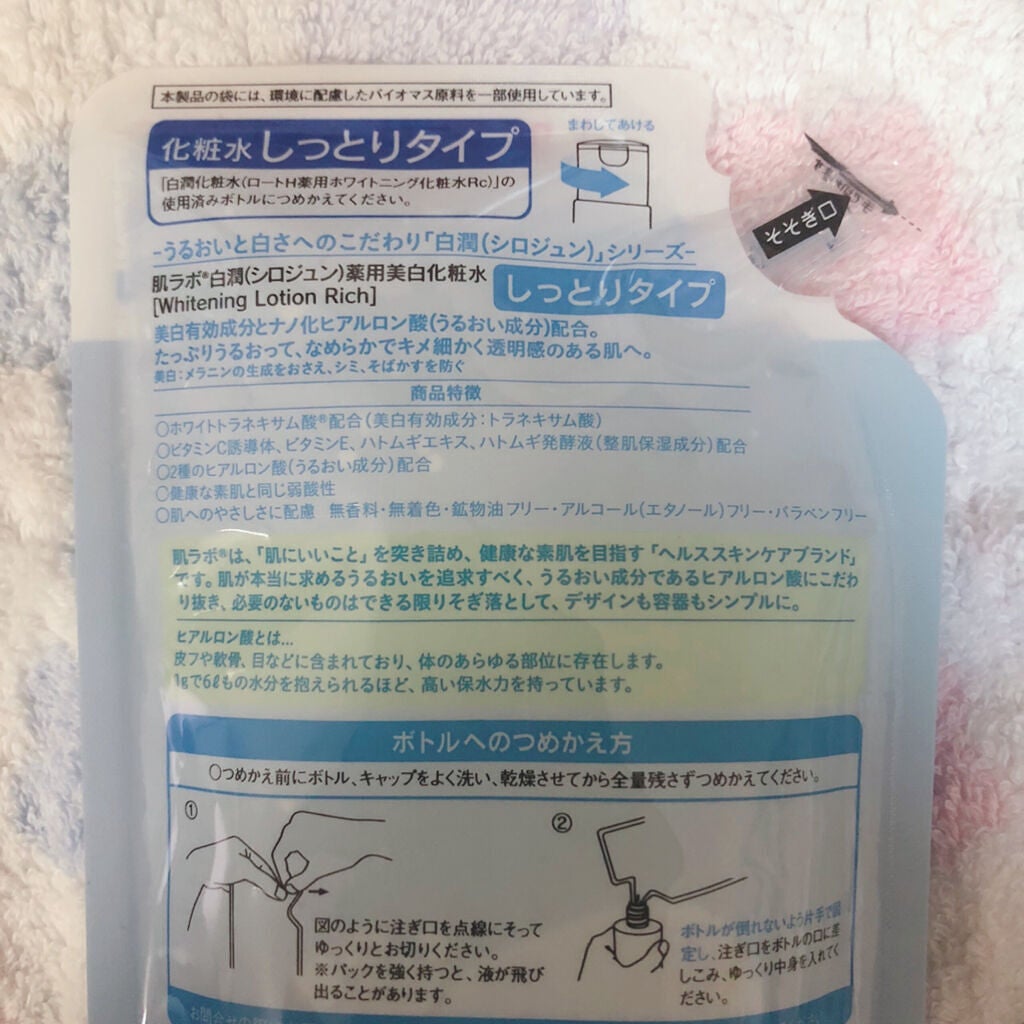 本製品の袋には、環境に配慮したバイオマス原料を一部使用しています。
化粧水 しっとりタイプ
「白潤化粧水(ロートH薬用ホワイトニング化粧水Rc)」の
使用済みボトルにつめかえてください。
まわしてあける
そそぎ口
-うるおいと白さへのこだわり「白潤(シロジュン)」シリーズ-
肌ラボ®白潤(シロジュン)薬用美白化粧水
[Whitening Lotion Rich]
しっとりタイプ
美白有効成分とナノ化ヒアルロン酸(うるおい成分)配合。
たっぷりうるおって、なめらかでキメ細かく透明感のある肌へ。
美白:メラニンの生成をおさえ、シミ、そばかすを防ぐ
商品特徴
○ホワイトトラネキサム酸®配合(美白有効成分:トラネキサム酸)
○ビタミンC誘導体、ビタミンE、ハトムギエキス、ハトムギ発酵液(整肌保湿成分)配合
○2種のヒアルロン酸(うるおい成分)配合
○健康な素肌と同じ弱酸性
○肌へのやさしさに配慮 無香料・無着色・鉱物油フリー・アルコール(エタノール)フリー・パラベンフリー
肌ラボ®は、「肌にいいこと」を突き詰め、健康な素肌を目指す「ヘルススキンケアブランド」
です。肌が本当に求めるうるおいを追求すべく、うるおい成分であるヒアルロン酸にこだわ
り抜き、必要のないものはできる限りそぎ落として、デザインも容器もシンプルに。
ヒアルロン酸とは...
皮フや軟骨、目などに含まれており、体のあらゆる部位に存在します。
1gで6ℓもの水分を抱えられるほど、高い保水力を持っています。
ボトルへのつめかえ方
○つめかえ前にボトル、キャップをよく洗い、乾燥させてから全量残さずつめかえてください。
①
図のように注ぎ口を点線にそって
ゆっくりとお切りください。
※パックを強く持つと、液が飛び
出ることがあります。
②
ボトルが倒れないよう片手で固
定し、注ぎ口をボトルの口に差
しこみ、ゆっくり中身を入れてく
ださい。